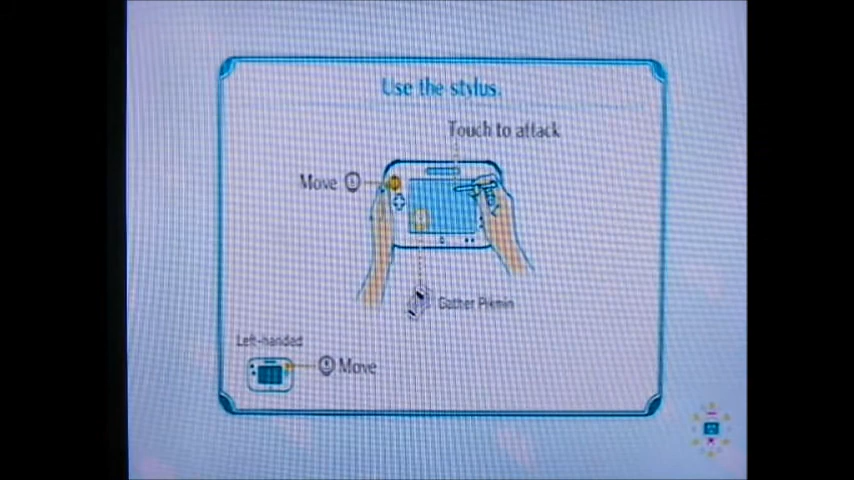 Use the stylus.
Touch to attack
Move
Gather Pikmin
Left-handed
Move